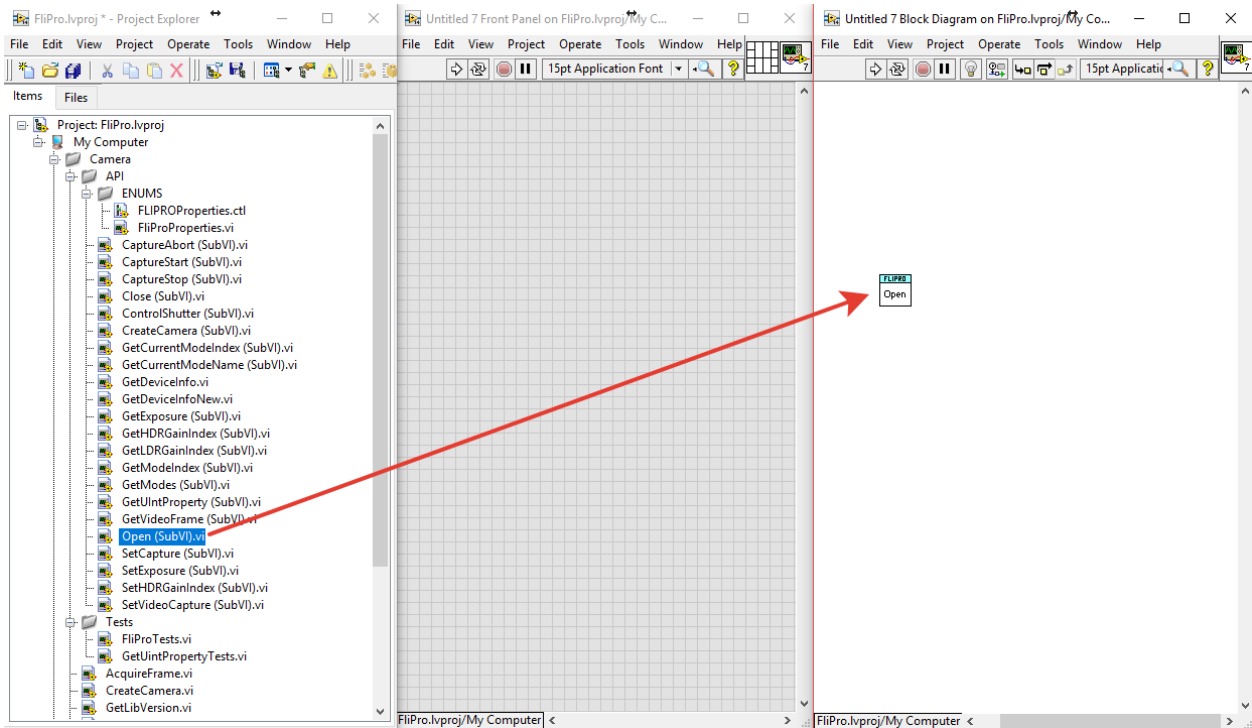 FliPro.lvproj * - Project Explorer
File Edit View Project Operate Tools Window Help
Items Files
Project: FliPro.lvproj
My Computer
Camera
API
ENUMS
FLIPROProperties.ctl
FliProProperties.vi
CaptureAbort (SubVI).vi
CaptureStart (SubVI).vi
CaptureStop (SubVI).vi
Close (SubVI).vi
ControlShutter (SubVI).vi
CreateCamera (SubVI).vi
GetCurrentModeIndex (SubVI).vi
GetCurrentModeName (SubVI).vi
GetDeviceInfo.vi
GetDeviceInfoNew.vi
GetExposure (SubVI).vi
GetHDRGainIndex (SubVI).vi
GetLDRGainIndex (SubVI).vi
GetModeIndex (SubVI).vi
GetModes (SubVI).vi
GetUIntProperty (SubVI).vi
GetVideoFrame (SubVI).vi
Open (SubVI).vi
SetCapture (SubVI).vi
SetExposure (SubVI).vi
SetHDRGainIndex (SubVI).vi
SetVideoCapture (SubVI).vi
Tests
FliProTests.vi
GetUintPropertyTests.vi
AcquireFrame.vi
CreateCamera.vi
GetLibVersion.vi
Untitled 7 Front Panel on FliPro.lvproj/My C...
File Edit View Project Operate Tools Window Help
15pt Application Font
7
FliPro.lvproj/My Computer
Untitled 7 Block Diagram on FliPro.lvproj/My Co...
File Edit View Project Operate Tools Window Help
15pt Applicatic
7
FLIPRO
Open
FliPro.lvproj/My Computer